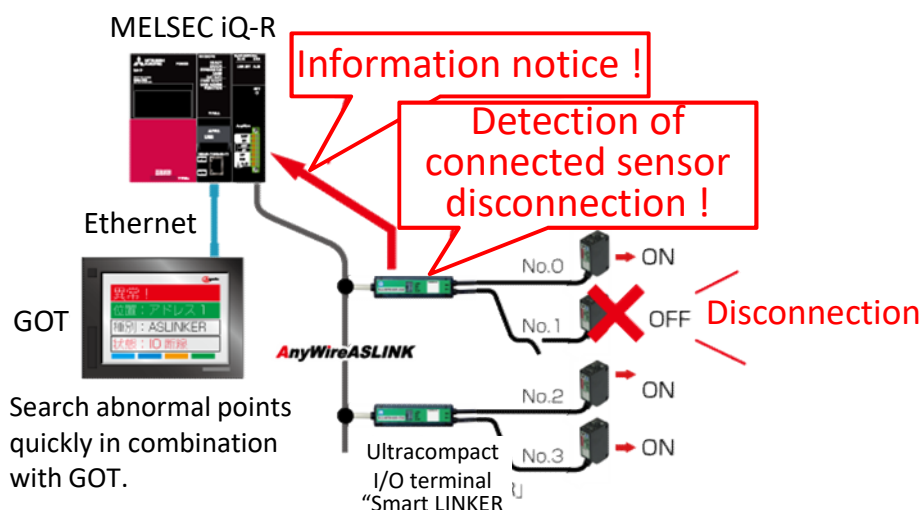 MELSEC iQ-R
Information notice !
Detection of
connected sensor
disconnection !
Ethernet
No.0
ON
No.1
OFF
Disconnection
GOT
異常!
位置:アドレス1
種別:ASLINKER
状態:IO断線
AnyWireASLINK
No.2
ON
No.3
ON
Search abnormal points
quickly in combination
with GOT.
Ultracompact
I/O terminal
“Smart LINKER